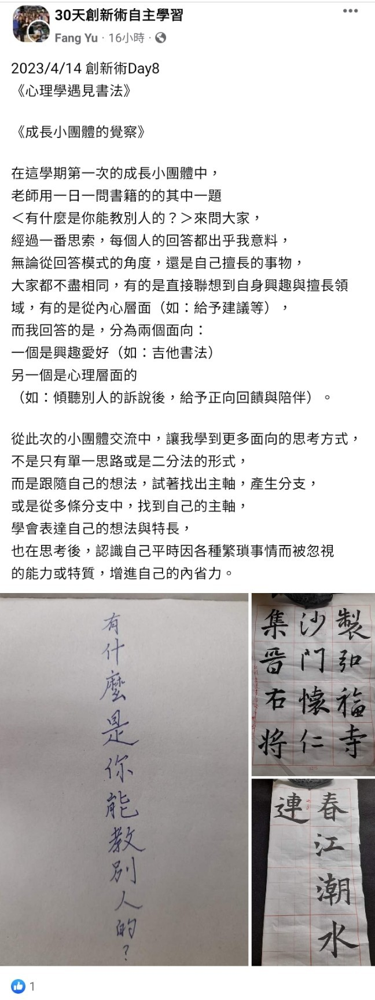 30天創新術自主學習
Fang Yu · 16小時 ·
2023/4/14 創新術Day8
《心理學遇見書法》
《成長小團體的覺察》
在這學期第一次的成長小團體中，
老師用一日一問書籍的的其中一題
＜有什麼是你能教別人的？＞來問大家，
經過一番思索，每個人的回答都出乎我意料，
無論從回答模式的角度，還是自己擅長的事物，
大家都不盡相同，有的是直接聯想到自身興趣與擅長領
域，有的是從內心層面（如：給予建議等），
而我回答的是，分為兩個面向：
一個是興趣愛好（如：吉他書法）
另一個是心理層面的
（如：傾聽別人的訴說後，給予正向回饋與陪伴）。
從此次的小團體交流中，讓我學到更多面向的思考方式，
不是只有單一思路或是二分法的形式，
而是跟隨自己的想法，試著找出主軸，產生分支，
或是從多條分支中，找到自己的主軸，
學會表達自己的想法與特長，
也在思考後，認識自己平時因各種繁瑣事情而被忽視
的能力或特質，增進自己的內省力。
有什麼是你能教別人的？
製弘福寺
沙門懷仁
集晉右將
春江潮水
連
1